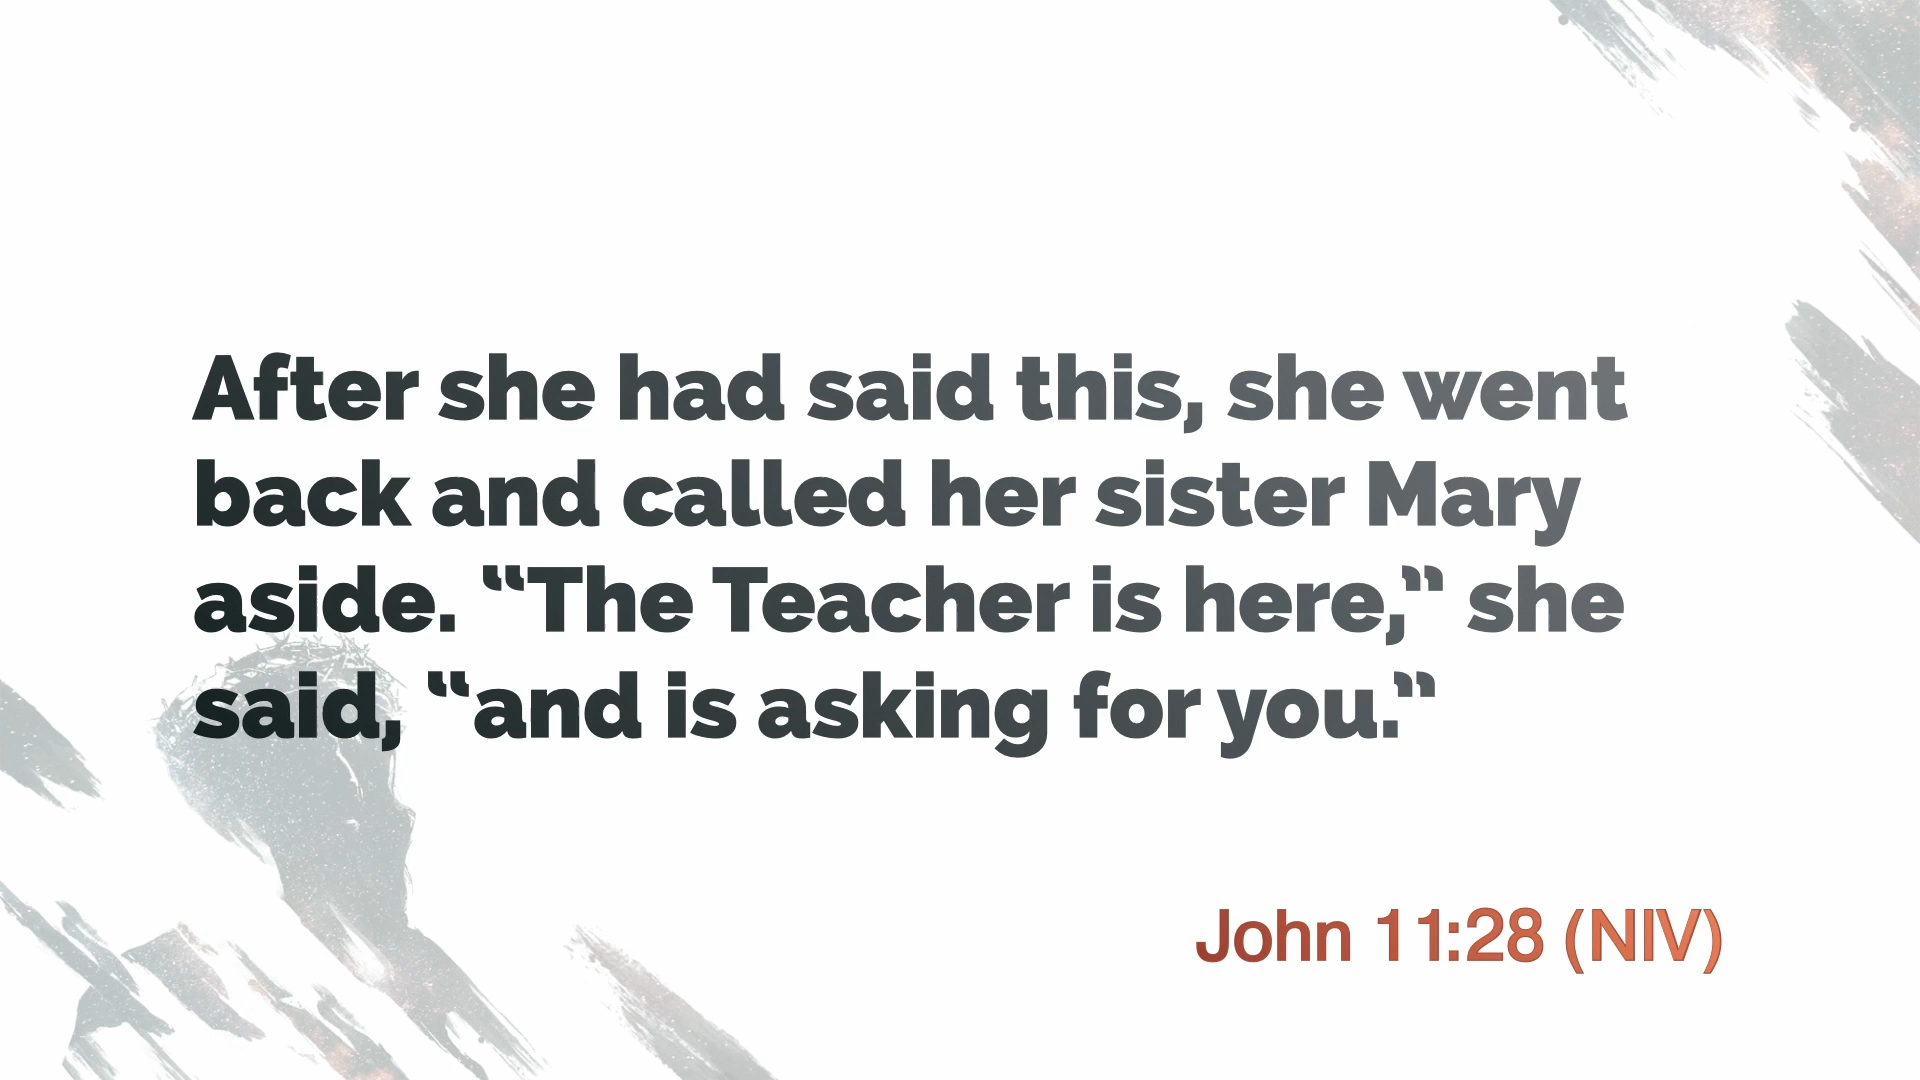 After she had said this, she went
back and called her sister Mary
aside. “The Teacher is here,” she
said, “and is asking for you.”
John 11:28 (NIV)